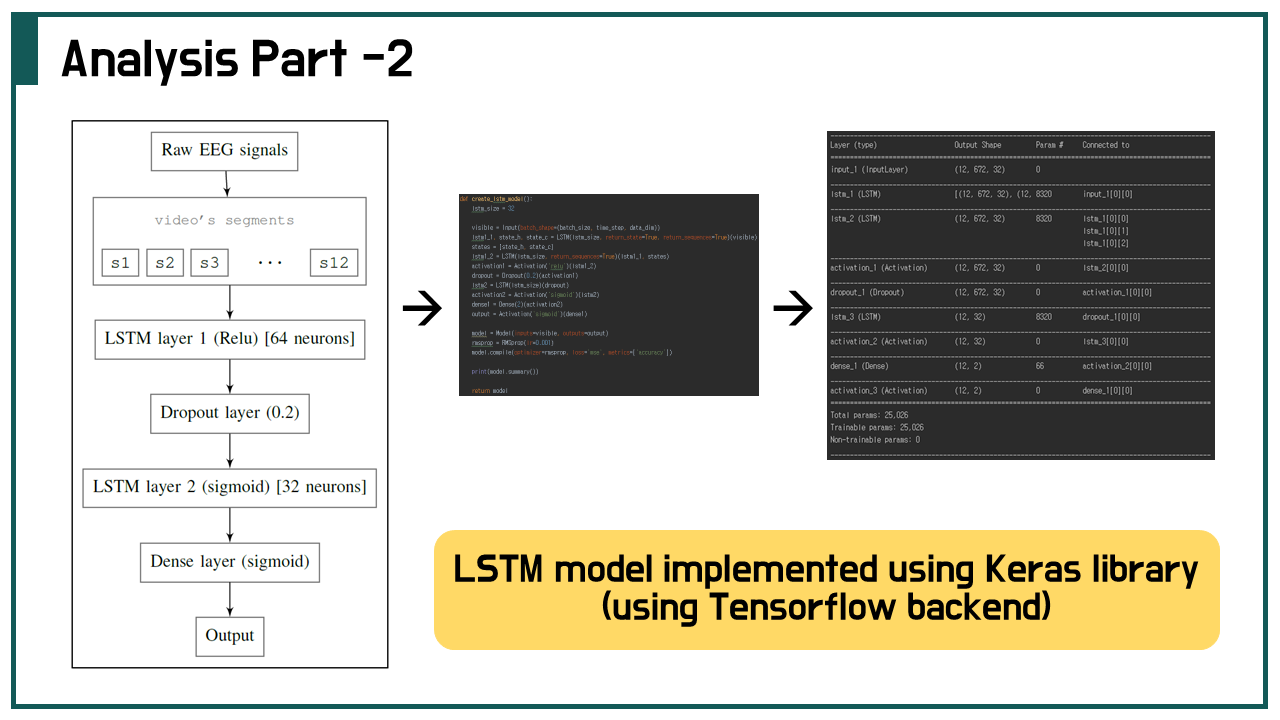 Analysis Part -2
Raw EEG signals
video's segments
s1 s2 s3 ... s12
LSTM layer 1 (Relu) [64 neurons]
Dropout layer (0.2)
LSTM layer 2 (sigmoid) [32 neurons]
Dense layer (sigmoid)
Output
def create_lstm_model():
lstm_size = 32
visible = Input(batch_shape=(batch_size, time_step, data_dim))
lstm1_1, state_h, state_c = LSTM(lstm_size, return_state=True, return_sequences=True)(visible)
states = [state_h, state_c]
lstm1_2 = LSTM(lstm_size, return_sequences=True)(lstm1_1, states)
activation1 = Activation('relu')(lstm1_2)
dropout = Dropout(0.2)(activation1)
lstm2 = LSTM(lstm_size)(dropout)
activation2 = Activation('sigmoid')(lstm2)
dense1 = Dense(2)(activation2)
output = Activation('sigmoid')(dense1)
model = Model(inputs=visible, outputs=output)
rmsprop = RMSprop(lr=0.001)
model.compile(optimizer=rmsprop, loss='mse', metrics=['accuracy'])
print(model.summary())
return model
Layer (type) Output Shape Param # Connected to
input_1 (InputLayer) (12, 672, 32) 0
lstm_1 (LSTM) [(12, 672, 32), (12, 8320 input_1[0][0]
lstm_2 (LSTM) (12, 672, 32) 8320 lstm_1[0][0]
lstm_1[0][1]
lstm_1[0][2]
activation_1 (Activation) (12, 672, 32) 0 lstm_2[0][0]
dropout_1 (Dropout) (12, 672, 32) 0 activation_1[0][0]
lstm_3 (LSTM) (12, 32) 8320 dropout_1[0][0]
activation_2 (Activation) (12, 32) 0 lstm_3[0][0]
dense_1 (Dense) (12, 2) 66 activation_2[0][0]
activation_3 (Activation) (12, 2) 0 dense_1[0][0]
Total params: 25,026
Trainable params: 25,026
Non-trainable params: 0
LSTM model implemented using Keras library
(using Tensorflow backend)